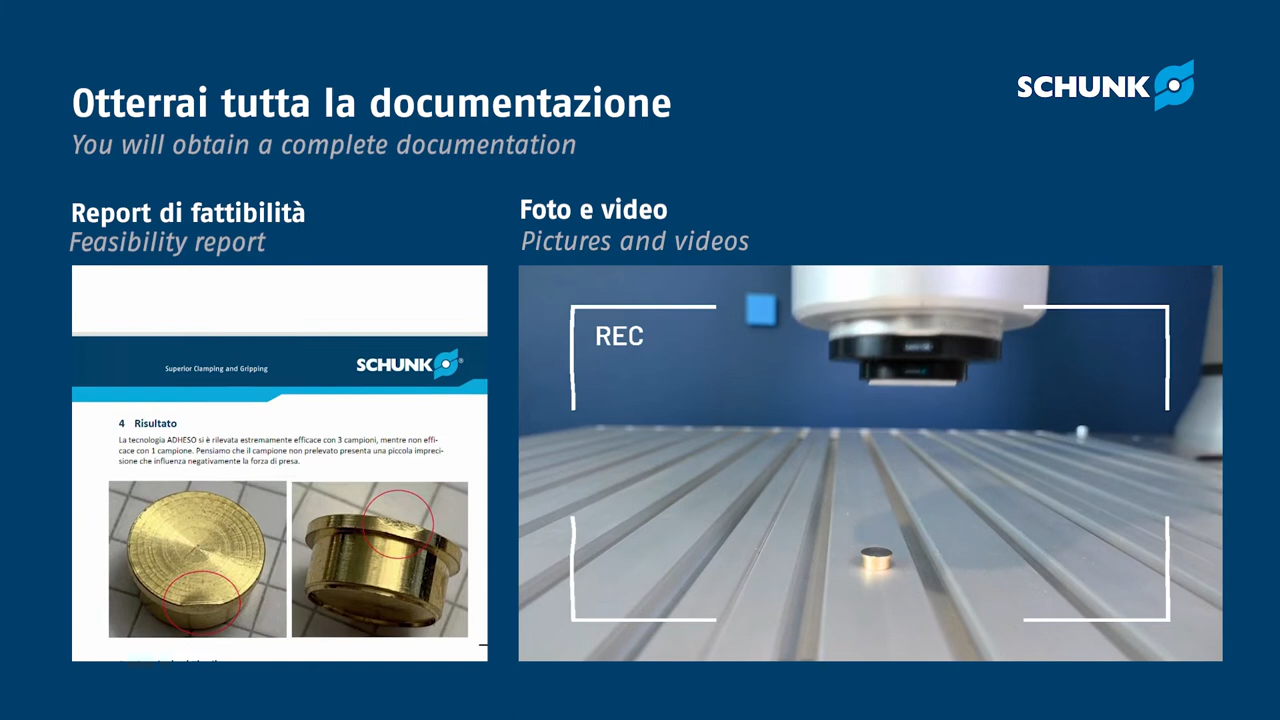 Otterrai tutta la documentazione
You will obtain a complete documentation
SCHUNK
Report di fattibilità
Feasibility report
Foto e video
Pictures and videos
Superior Clamping and Gripping
SCHUNK®
4 Risultato
La tecnologia ADHESO si è rilevata estremamente efficace con 3 campioni, mentre non effi-
cace con 1 campione. Pensiamo che il campione non prelevato presenta una piccola impreci-
sione che influenza negativamente la forza di presa.
REC